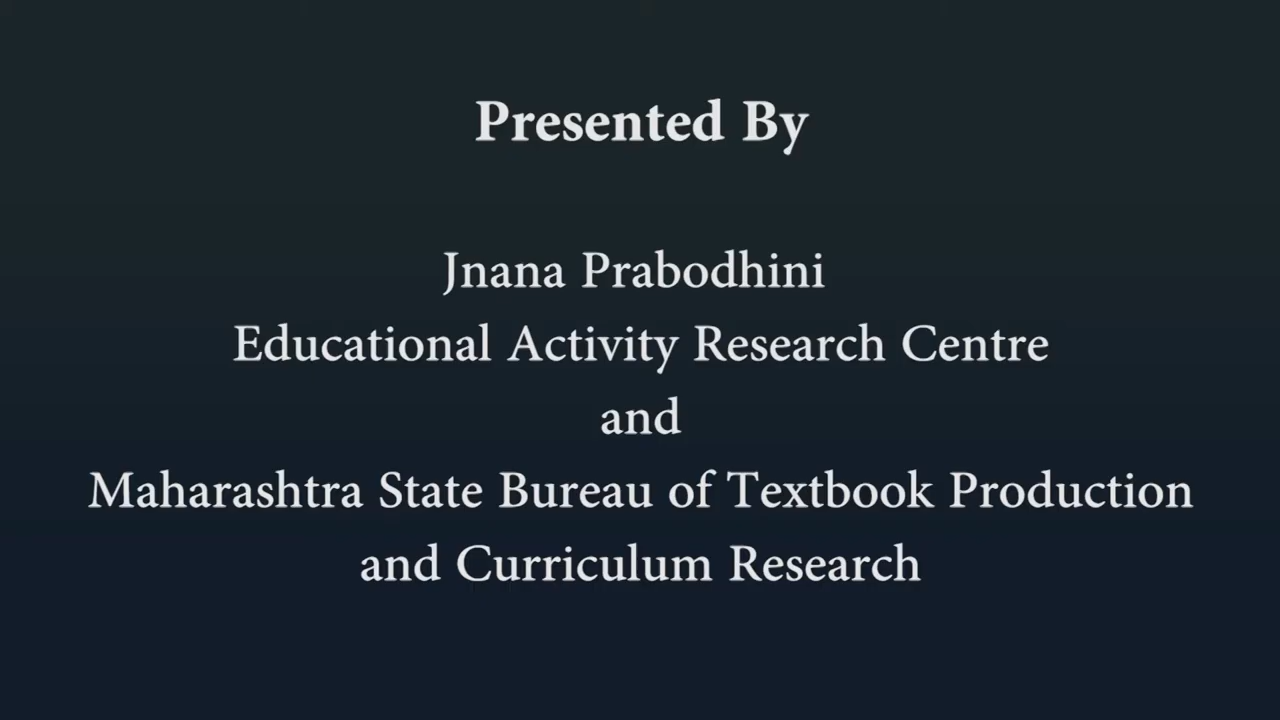 Presented By
Jnana Prabodhini
Educational Activity Research Centre
and
Maharashtra State Bureau of Textbook Production
and Curriculum Research